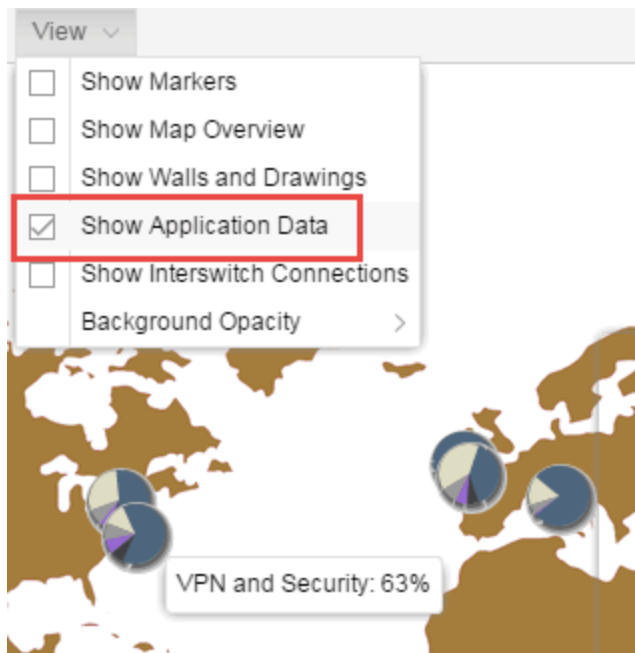 View
Show Markers
Show Map Overview
Show Walls and Drawings
Show Application Data
Show Interswitch Connections
Background Opacity
VPN and Security: 63%